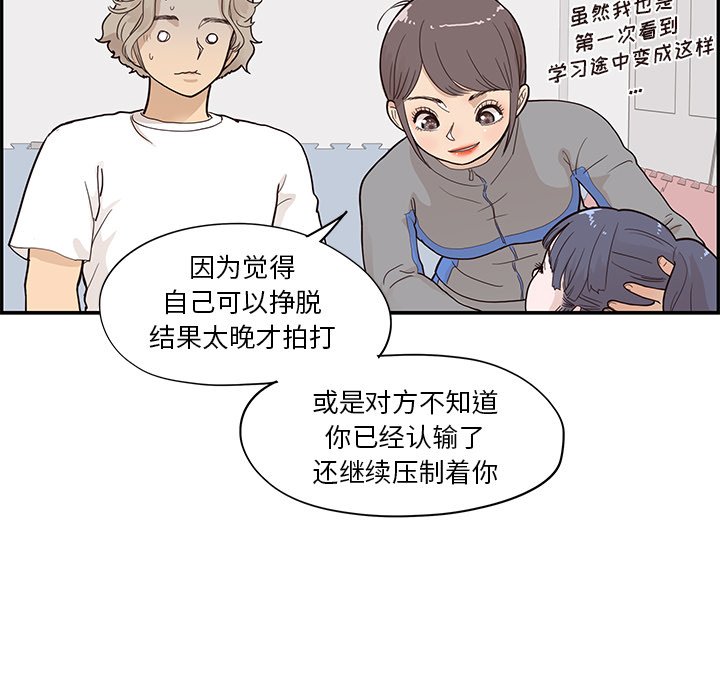 虽然我也是
第一次看到
学习途中变成这样
...
因为觉得
自己可以挣脱
结果太晚才拍打
或是对方不知道
你已经认输了
还继续压制着你